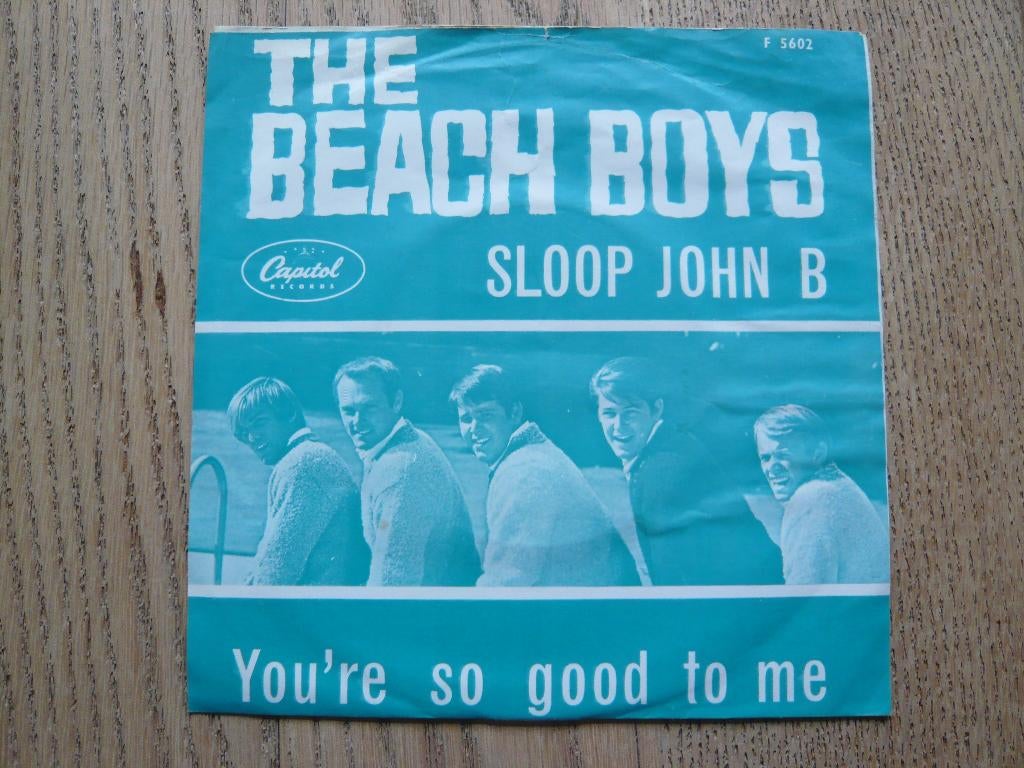 F 5602
THE
BEACH BOYS
Capitol
RECORDS
SLOOP JOHN B
You're so good to me